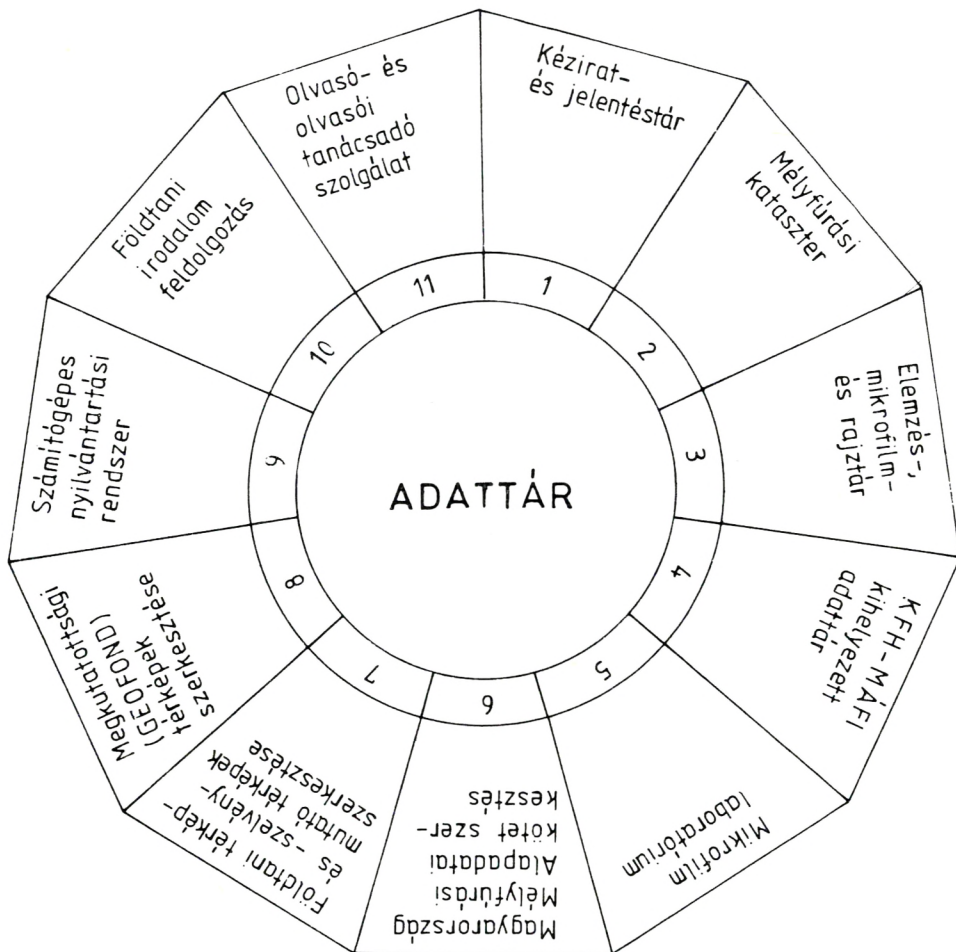 Kézirat-
és jelentéstár
1
Mélyfúrási
kataszter
2
Elemzés-,
mikrofilm-
és rajztár
3
KFH-MÁFI
kihelyezett
adattár
4
Mikrofilm
laboratórium
5
Magyarország
Mélyfúrási
Alapadatai
kötet szer-
kesztés
6
Földtani térkép-
és -szelvény-
mutató térképek
szerkesztése
7
Megkutatottsági
(GEOFOND)
térképek
szerkesztése
8
Számítógépes
nyilvántartási
rendszer
9
Földtani
irodalom
feldolgozás
10
Olvasó- és
olvasói
tanácsadó
szolgálat
11
ADATTÁR